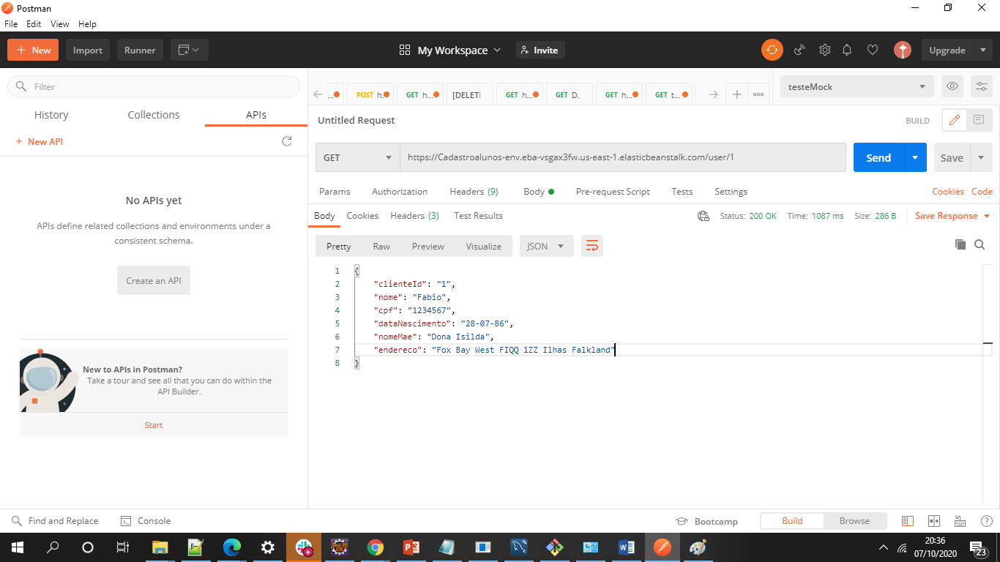 Postman
File Edit View Help
New Import Runner My Workspace Invite Upgrade
Filter
History Collections APIs
New API
No APIs yet
APIs define related collections and environments under a
consistent schema.
Create an API
New to APIs in Postman?
Take a tour and see all that you can do within the
API Builder.
Start
... POST h. GET h... [DELETE GET h... GET D. GET h... GET t...
testeMock
Untitled Request BUILD
GET https://Cadastroalunos-env.eba-vsgax3fw.us-east-1.elasticbeanstalk.com/user/1 Send Save
Params Authorization Headers (9) Body Pre-request Script Tests Settings Cookies Code
Body Cookies Headers (3) Test Results Status: 200 OK Time: 1087 ms Size: 286 B Save Response
Pretty Raw Preview Visualize JSON
1 {
2 "clienteId": "1",
3 "nome": "Fabio",
4 "cpf": "1234567",
5 "dataNascimento": "28-07-86",
6 "nomeMae": "Dona Isilda",
7 "endereco": "Fox Bay West FIQQ 1ZZ Ilhas Falkland"
8 }
Find and Replace Console Bootcamp Build Browse
20:36
07/10/2020
23